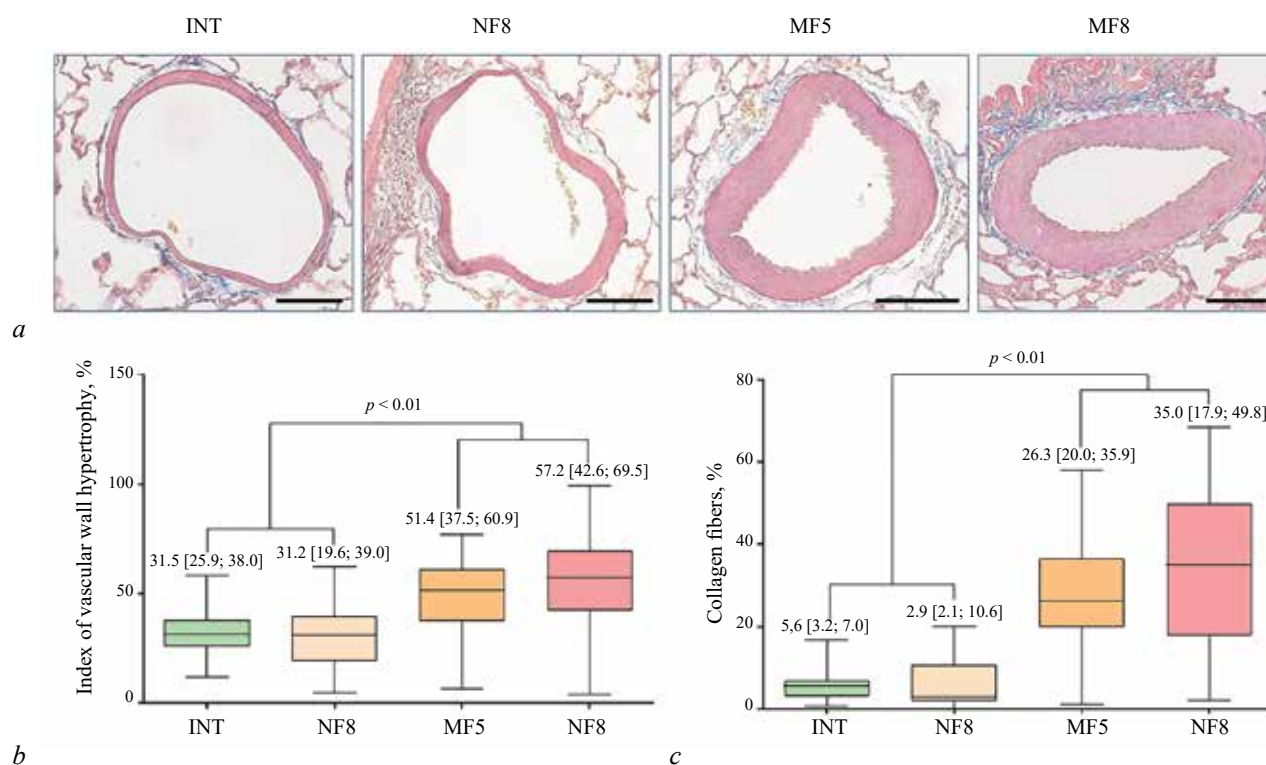 INT NF8 MF5 MF8
a
Index of vascular wall hypertrophy, %
150
100
50
0
p < 0.01
31.5 [25.9; 38.0]
31.2 [19.6; 39.0]
51.4 [37.5; 60.9]
57.2 [42.6; 69.5]
INT NF8 MF5 NF8
b
Collagen fibers, %
80
60
40
20
0
p < 0.01
5,6 [3.2; 7.0]
2.9 [2.1; 10.6]
26.3 [20.0; 35.9]
35.0 [17.9; 49.8]
INT NF8 MF5 NF8
c